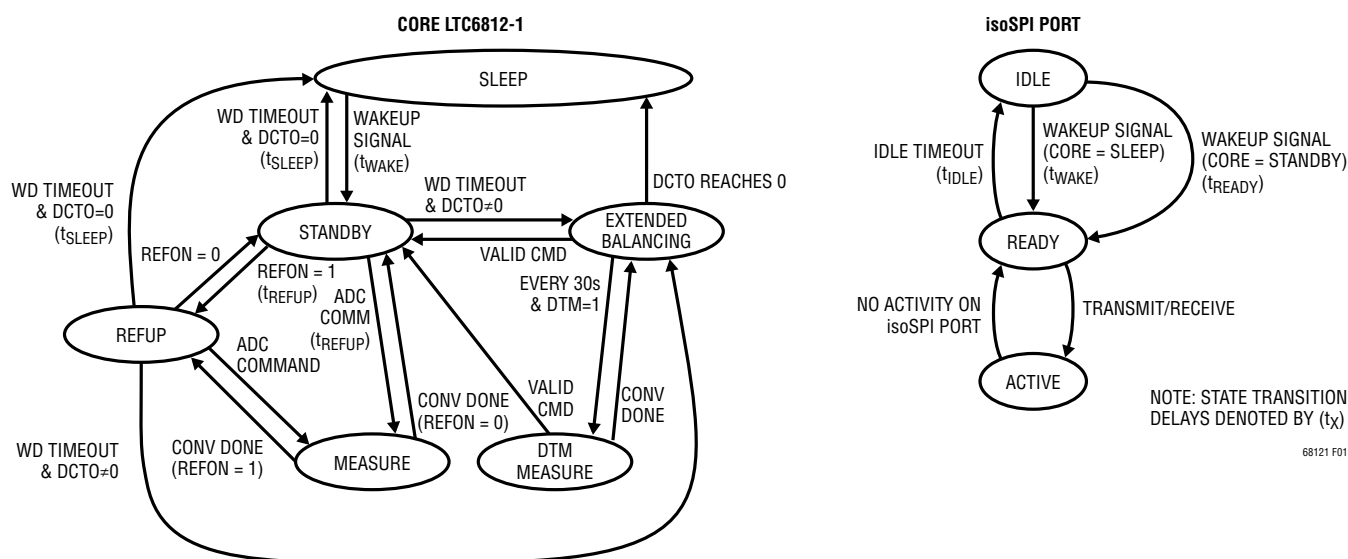 CORE LTC6812-1
isoSPI PORT
SLEEP
IDLE
WD TIMEOUT
& DCTO=0
(tSLEEP)
WAKEUP
SIGNAL
(tWAKE)
WD TIMEOUT
& DCTO≠0
DCTO REACHES 0
WD TIMEOUT
& DCTO=0
(tSLEEP)
STANDBY
EXTENDED
BALANCING
REFON = 0
REFON = 1
(tREFUP)
VALID CMD
EVERY 30s
& DTM=1
ADC
COMM
(tREFUP)
REFUP
ADC
COMMAND
VALID
CMD
CONV
DONE
CONV DONE
(REFON = 0)
WD TIMEOUT
& DCTO≠0
CONV DONE
(REFON = 1)
MEASURE
DTM
MEASURE
IDLE TIMEOUT
(tIDLE)
WAKEUP SIGNAL
(CORE = SLEEP)
(tWAKE)
WAKEUP SIGNAL
(CORE = STANDBY)
(tREADY)
READY
NO ACTIVITY ON
isoSPI PORT
TRANSMIT/RECEIVE
ACTIVE
NOTE: STATE TRANSITION
DELAYS DENOTED BY (tX)
68121 F01